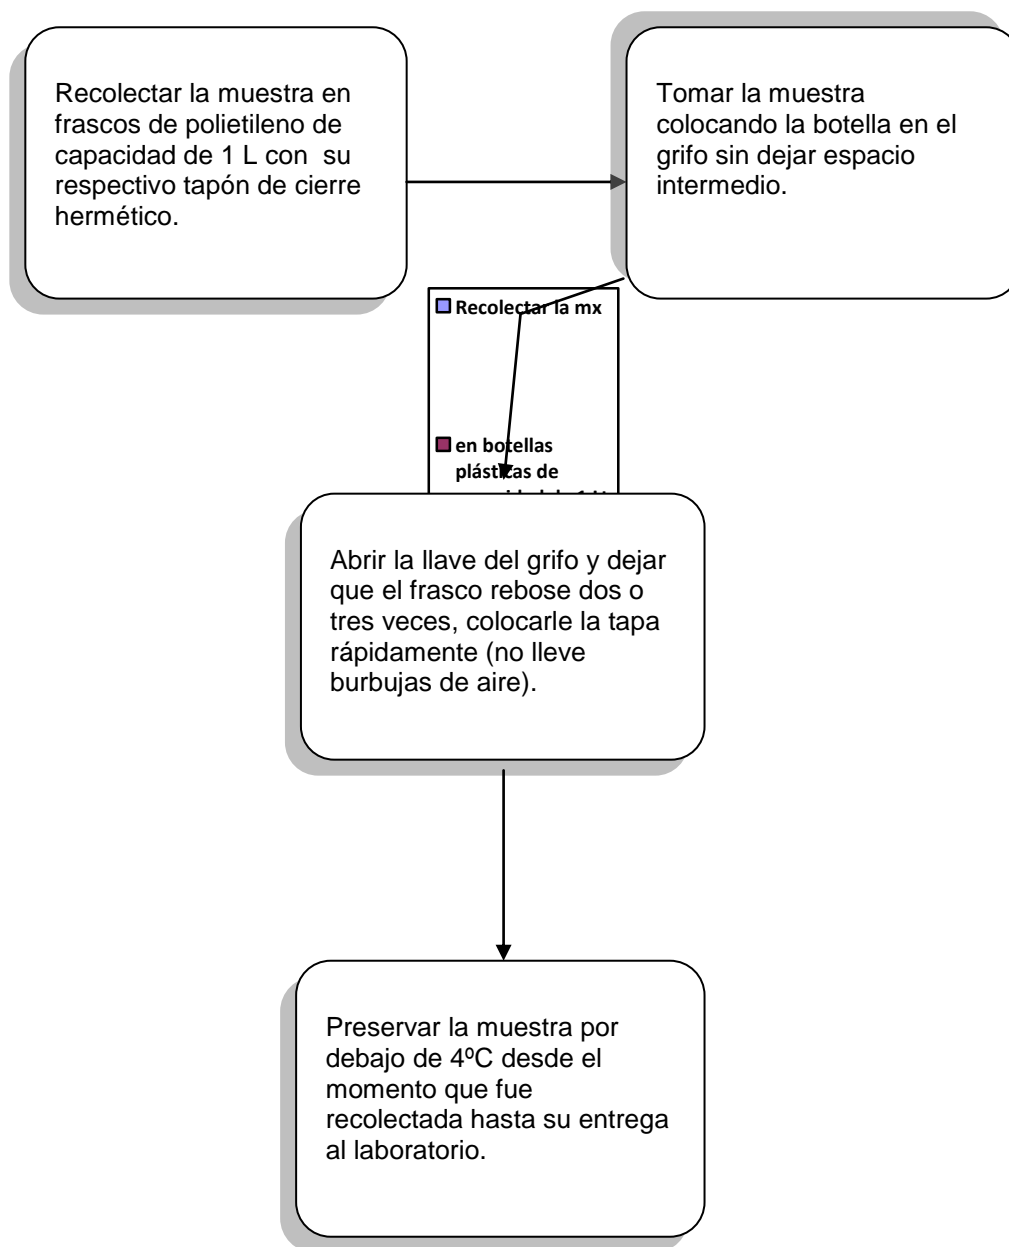 Recolectar la muestra en
frascos de polietileno de
capacidad de 1 L con su
respectivo tapón de cierre
hermético.
Tomar la muestra
colocando la botella en el
grifo sin dejar espacio
intermedio.
Recolectar la mx
en botellas
plásticas de
Abrir la llave del grifo y dejar
que el frasco rebose dos o
tres veces, colocarle la tapa
rápidamente (no lleve
burbujas de aire).
Preservar la muestra por
debajo de 4ºC desde el
momento que fue
recolectada hasta su entrega
al laboratorio.